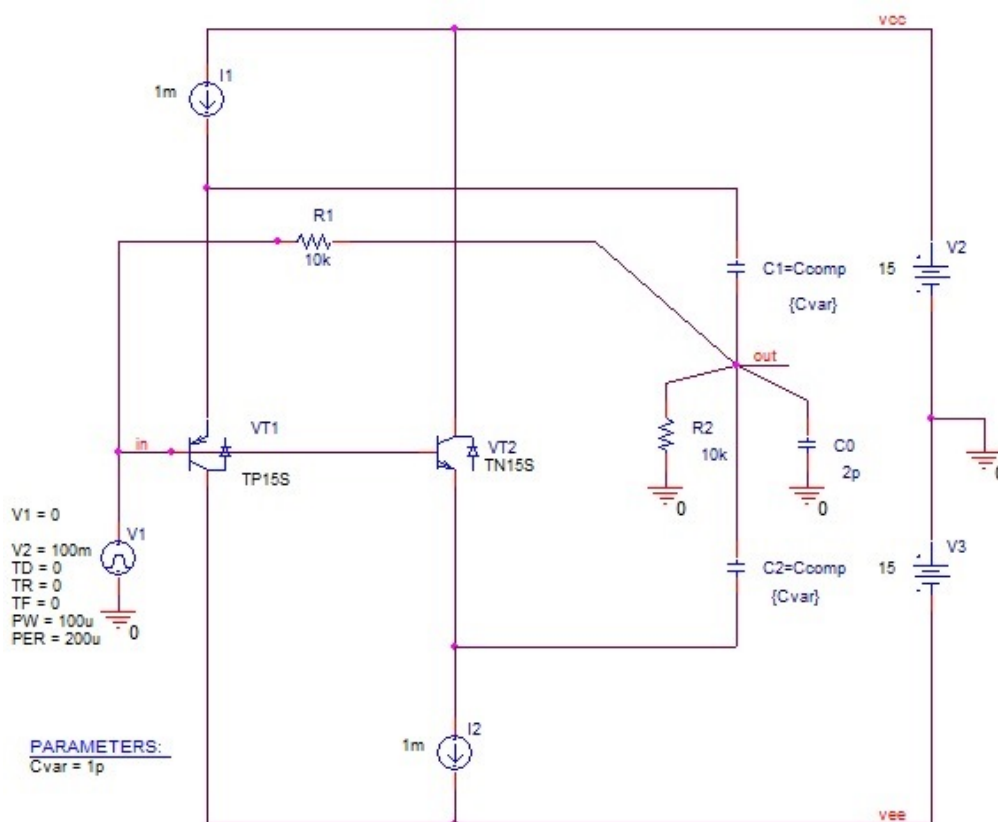 vcc
I1
1m
R1
10k
C1=Ccomp
{Cvar}
15
V2
out
in
VT1
TP15S
VT2
TN15S
R2
10k
C0
2p
0
0
0
V1 = 0
V1
V2 = 100m
TD = 0
TR = 0
TF = 0
PW = 100u
PER = 200u
0
C2=Ccomp
{Cvar}
15
V3
I2
1m
PARAMETERS:
Cvar = 1p
vee